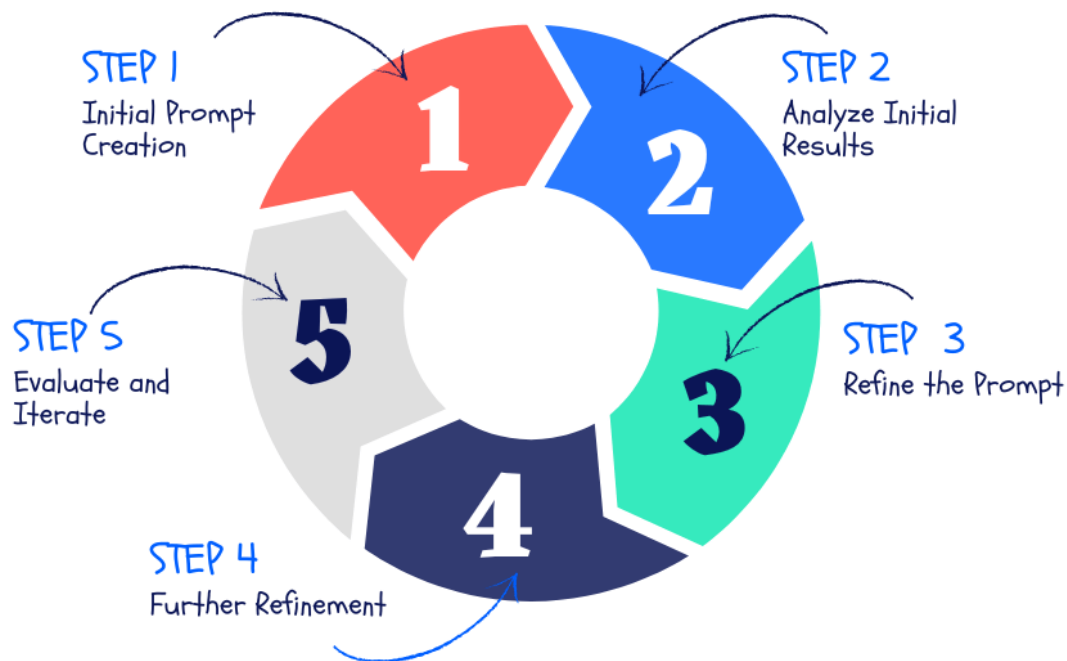 STEP 1
Initial Prompt
Creation
1
STEP 2
Analyze Initial
Results
2
STEP 3
Refine the Prompt
3
STEP 4
Further Refinement
4
STEP 5
Evaluate and
Iterate
5